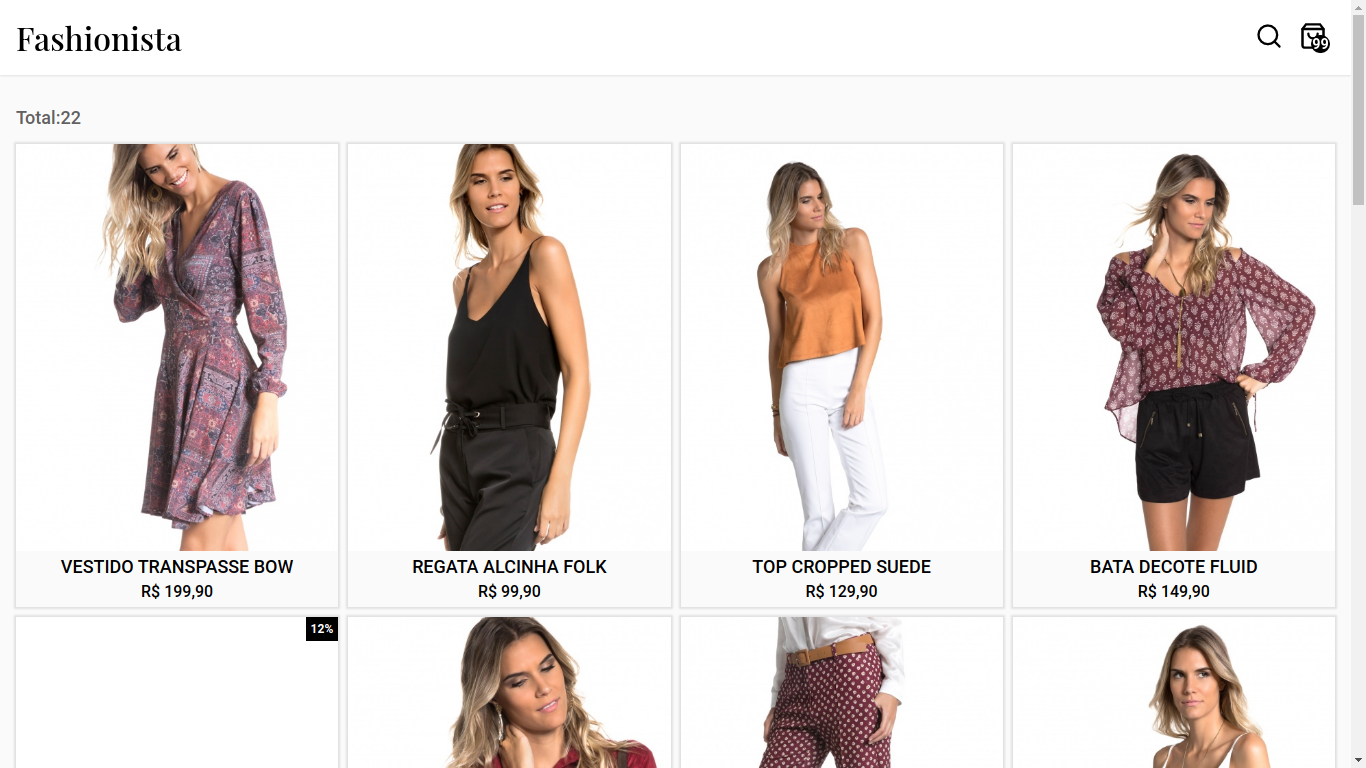 Fashionista
99
Total:22
VESTIDO TRANSPASSE BOW
R$ 199,90
REGATA ALCINHA FOLK
R$ 99,90
TOP CROPPED SUEDE
R$ 129,90
BATA DECOTE FLUID
R$ 149,90
12%